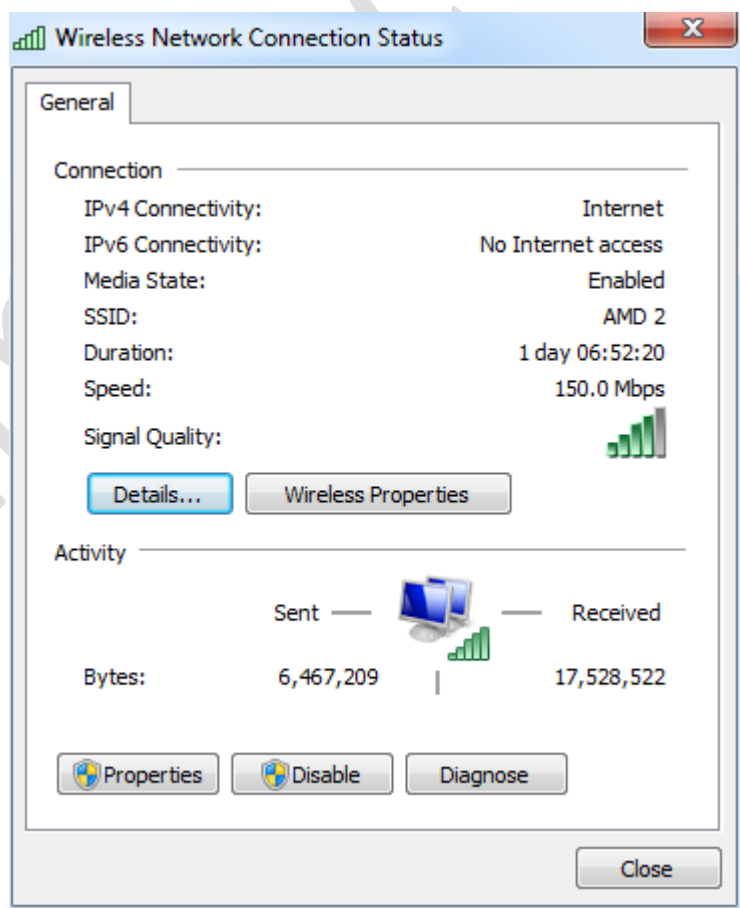 Wireless Network Connection Status
General
Connection
IPv4 Connectivity: Internet
IPv6 Connectivity: No Internet access
Media State: Enabled
SSID: AMD 2
Duration: 1 day 06:52:20
Speed: 150.0 Mbps
Signal Quality:
Details... Wireless Properties
Activity
Sent Received
Bytes: 6,467,209 17,528,522
Properties Disable Diagnose
Close